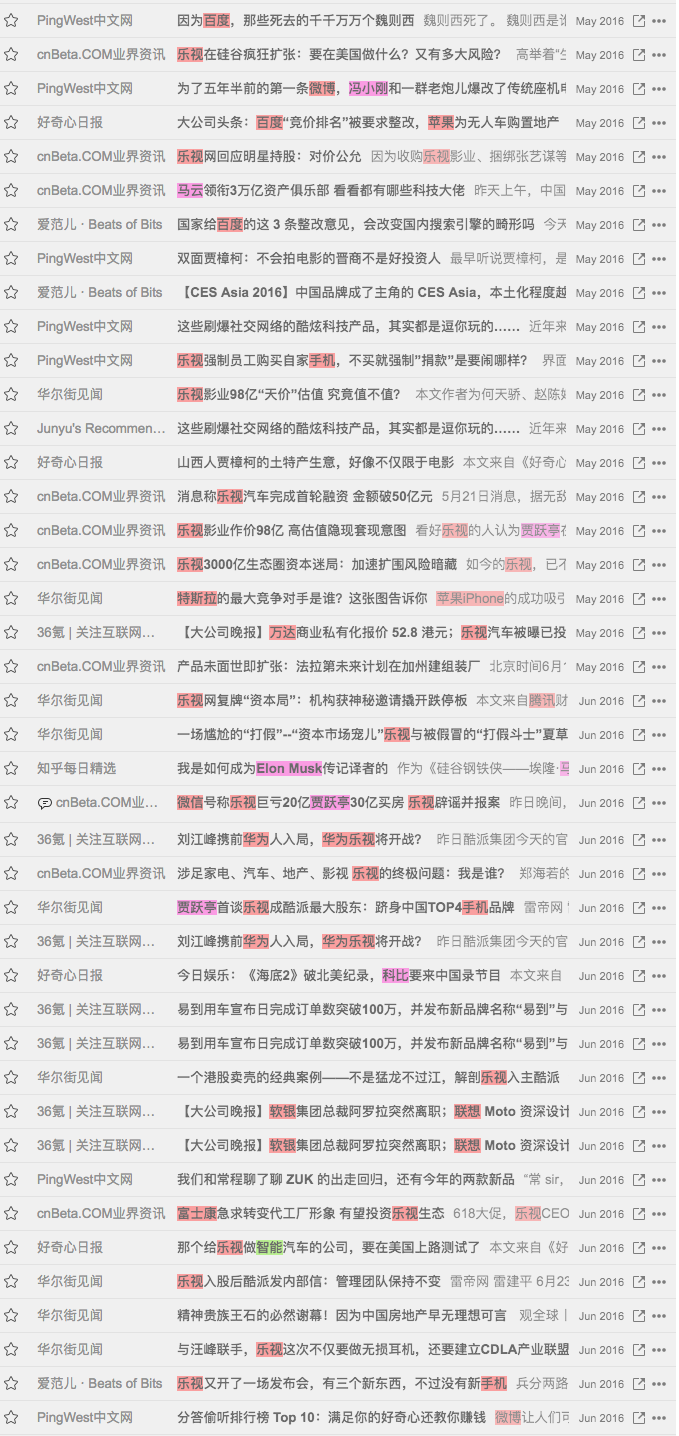 PingWest中文网 因为百度，那些死去的千千万万个魏则西 魏则西死了。 魏则西是 May 2016
cnBeta.COM业界资讯 乐视在硅谷疯狂扩张：要在美国做什么？又有多大风险？ 高举着“ May 2016
PingWest中文网 为了五年半前的第一条微博，冯小刚和一群老炮儿爆改了传统座机 May 2016
好奇心日报 大公司头条：百度“竞价排名”被要求整改，苹果为无人车购置地产 May 2016
cnBeta.COM业界资讯 乐视网回应明星持股：对价公允 因为收购乐视影业、捆绑张艺谋等 May 2016
cnBeta.COM业界资讯 马云领衔3万亿资产俱乐部 看看都有哪些科技大佬 昨天上午，中国 May 2016
爱范儿 · Beats of Bits 国家给百度的这 3 条整改意见，会改变国内搜索引擎的畸形吗 今天 May 2016
PingWest中文网 双面贾樟柯：不会拍电影的晋商不是好投资人 最早听说贾樟柯，是 May 2016
爱范儿 · Beats of Bits 【CES Asia 2016】中国品牌成了主角的 CES Asia，本土化程度越 May 2016
PingWest中文网 这些刷爆社交网络的酷炫科技产品，其实都是逗你玩的…… 近年来 May 2016
PingWest中文网 乐视强制员工购买自家手机，不买就强制”捐款”是要闹哪样？ 界面 May 2016
华尔街见闻 乐视影业98亿“天价”估值 究竟值不值？ 本文作者为何天骄、赵陈 May 2016
Junyu's Recommen... 这些刷爆社交网络的酷炫科技产品，其实都是逗你玩的…… 近年来 May 2016
好奇心日报 山西人贾樟柯的土特产生意，好像不仅限于电影 本文来自《好奇心 May 2016
cnBeta.COM业界资讯 消息称乐视汽车完成首轮融资 金额破50亿元 5月21日消息，据无敌 May 2016
cnBeta.COM业界资讯 乐视影业作价98亿 高估值隐现套现意图 看好乐视的人认为贾跃亭在 May 2016
cnBeta.COM业界资讯 乐视3000亿生态圈资本迷局：加速扩围风险暗藏 如今的乐视，已不 May 2016
华尔街见闻 特斯拉的最大竞争对手是谁？这张图告诉你 苹果iPhone的成功吸引 May 2016
36氪 | 关注互联网... 【大公司晚报】万达商业私有化报价 52.8 港元；乐视汽车被曝已投 May 2016
cnBeta.COM业界资讯 产品未面世即扩张：法拉第未来计划在加州建组装厂 北京时间6月 May 2016
华尔街见闻 乐视网复牌“资本局”：机构获神秘邀请撬开跌停板 本文来自腾讯财 Jun 2016
华尔街见闻 一场尴尬的“打假”--“资本市场宠儿”乐视与被假冒的“打假斗士”夏草 Jun 2016
知乎每日精选 我是如何成为Elon Musk传记译者的 作为《硅谷钢铁侠——埃隆·马 Jun 2016
cnBeta.COM业... 微信号称乐视巨亏20亿贾跃亭30亿买房 乐视辟谣并报案 昨日晚间， Jun 2016
36氪 | 关注互联网... 刘江峰携前华为人入局，华为乐视将开战？ 昨日酷派集团今天的官 Jun 2016
cnBeta.COM业界资讯 涉足家电、汽车、地产、影视 乐视的终极问题：我是谁？ 郑海若的 Jun 2016
华尔街见闻 贾跃亭首谈乐视成酷派最大股东：跻身中国TOP4手机品牌 雷帝网 Jun 2016
36氪 | 关注互联网... 刘江峰携前华为人入局，华为乐视将开战？ 昨日酷派集团今天的官 Jun 2016
好奇心日报 今日娱乐：《海底2》破北美纪录，科比要来中国录节目 本文来自 Jun 2016
36氪 | 关注互联网... 易到用车宣布日完成订单数突破100万，并发布新品牌名称“易到”与 Jun 2016
36氪 | 关注互联网... 易到用车宣布日完成订单数突破100万，并发布新品牌名称“易到”与 Jun 2016
华尔街见闻 一个港股卖壳的经典案例——不是猛龙不过江，解剖乐视入主酷派 Jun 2016
36氪 | 关注互联网... 【大公司晚报】软银集团总裁阿罗拉突然离职；联想 Moto 资深设计 Jun 2016
36氪 | 关注互联网... 【大公司晚报】软银集团总裁阿罗拉突然离职；联想 Moto 资深设计 Jun 2016
PingWest中文网 我们和常程聊了聊 ZUK 的出走回归，还有今年的两款新品 “常 sir， Jun 2016
cnBeta.COM业界资讯 富士康急求转变代工厂形象 有望投资乐视生态 618大促，乐视CEO Jun 2016
好奇心日报 那个给乐视做智能汽车的公司，要在美国上路测试了 本文来自《好 Jun 2016
华尔街见闻 乐视入股后酷派发内部信：管理团队保持不变 雷帝网 雷建平 6月23 Jun 2016
华尔街见闻 精神贵族王石的必然谢幕！因为中国房地产早无理想可言 观全球 | Jun 2016
华尔街见闻 与汪峰联手，乐视这次不仅要做无损耳机，还要建立CDLA产业联盟 Jun 2016
爱范儿 · Beats of Bits 乐视又开了一场发布会，有三个新东西，不过没有新手机 兵分两路 Jun 2016
PingWest中文网 分答偷听排行榜 Top 10：满足你的好奇心还教你赚钱 微博让人们可 Jun 2016